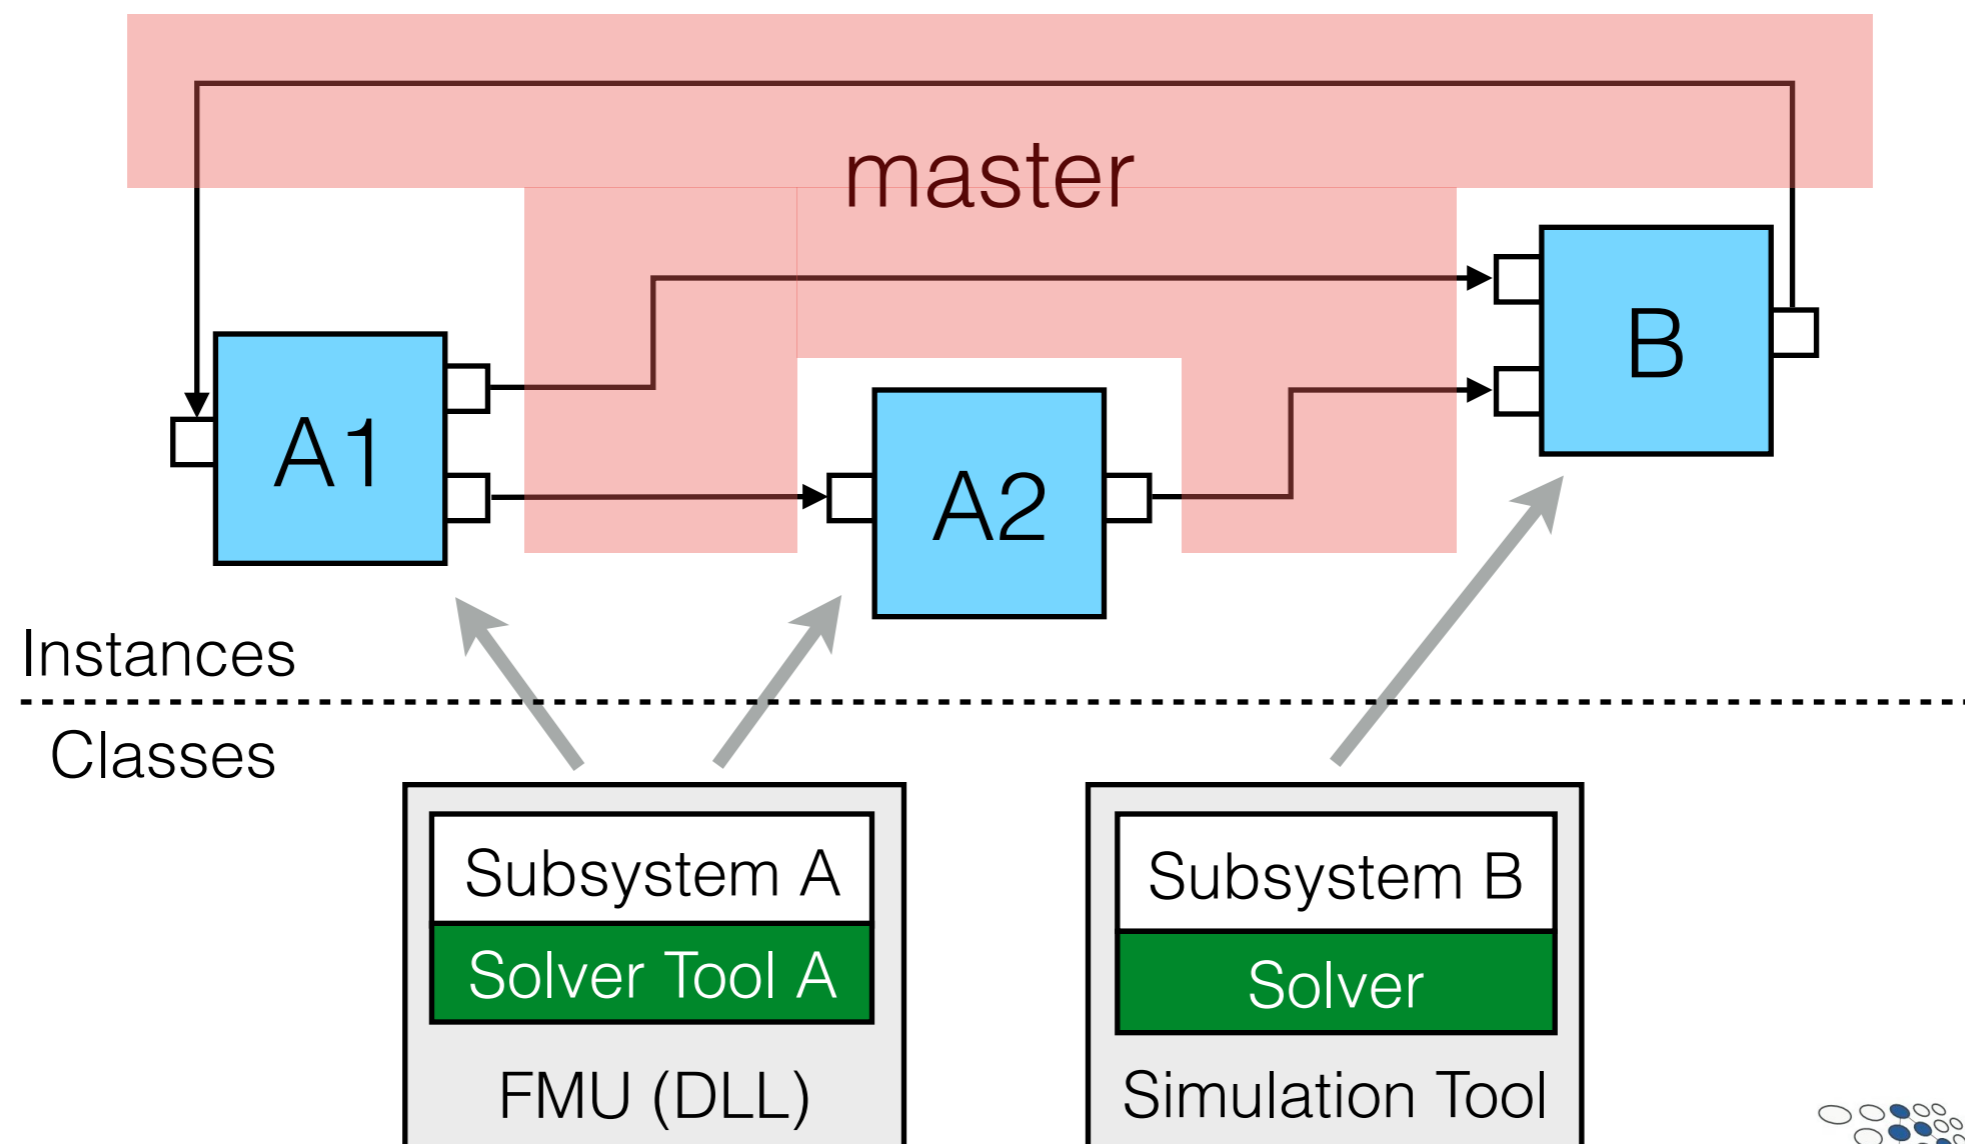 master
A1
A2
B
Instances
Classes
Subsystem A
Solver Tool A
FMU (DLL)
Subsystem B
Solver
Simulation Tool